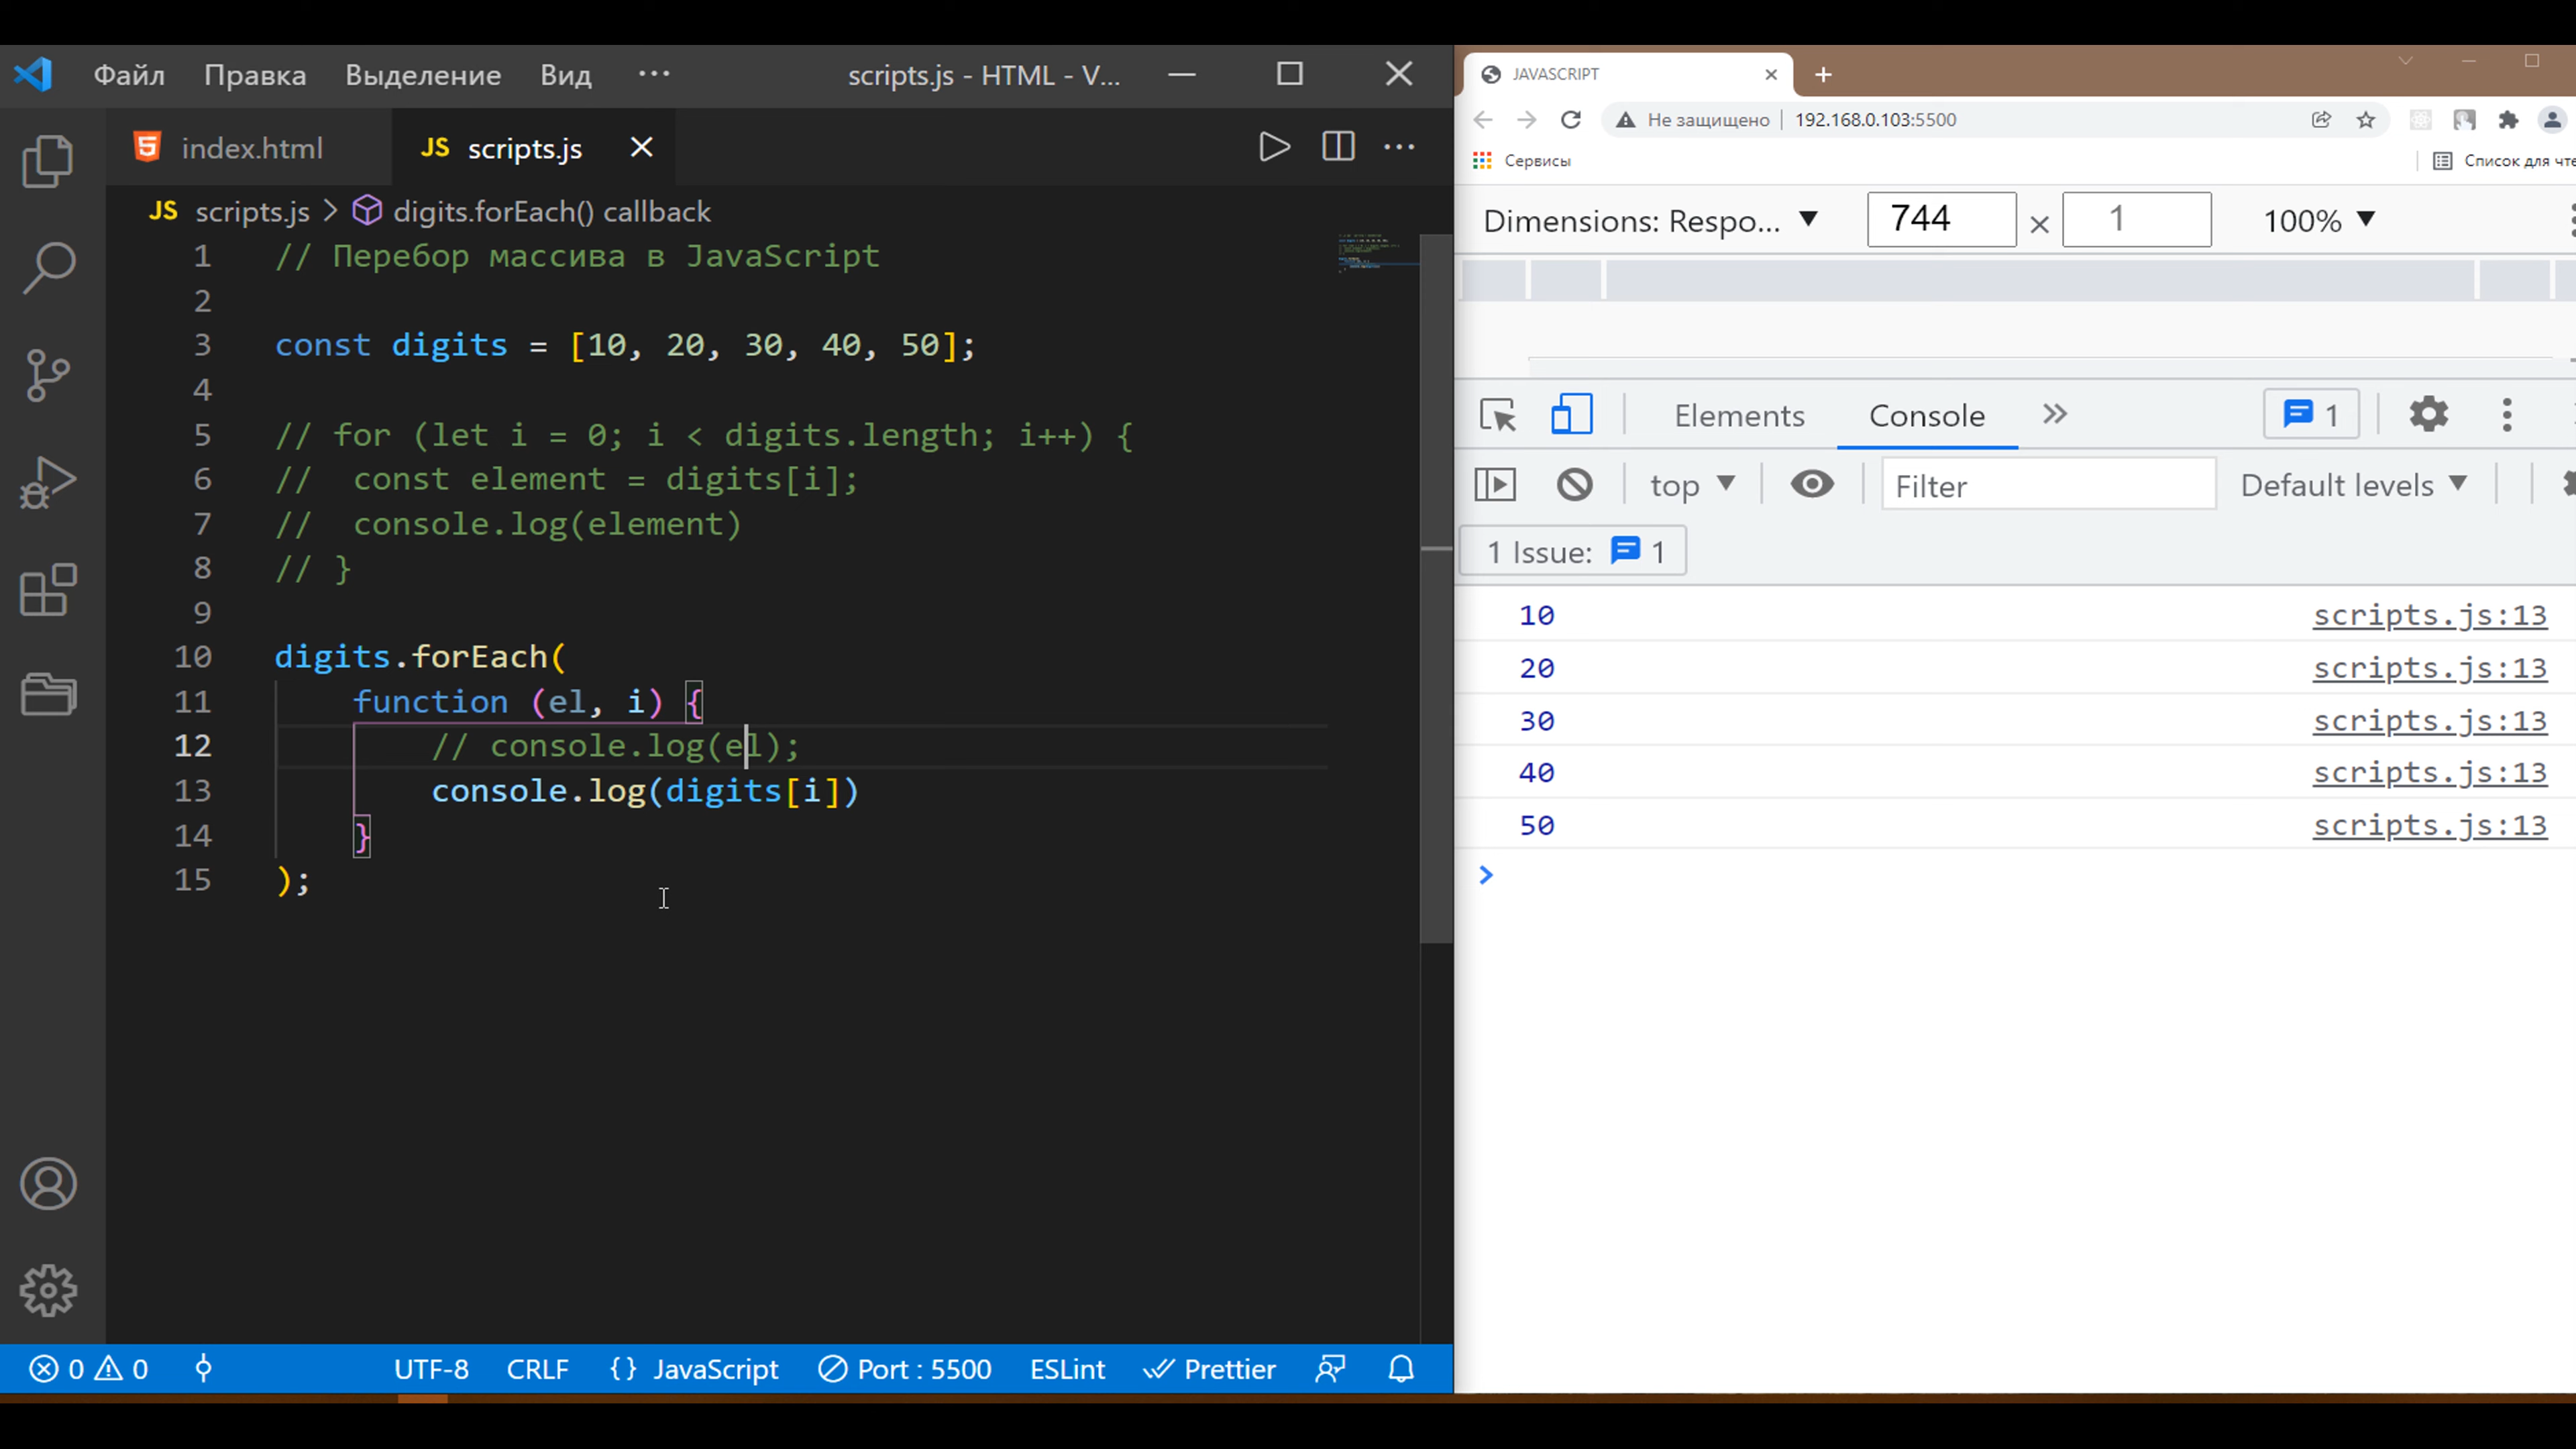 Файл Правка Выделение Вид ··· scripts.js - HTML - V...
index.html JS scripts.js
JS scripts.js > digits.forEach() callback
1 // Перебор массива в JavaScript
2
3 const digits = [10, 20, 30, 40, 50];
4
5 // for (let i = 0; i < digits.length; i++) {
6 //  const element = digits[i];
7 //  console.log(element)
8 // }
9
10 digits.forEach(
11     function (el, i) {
12         // console.log(el);
13         console.log(digits[i])
14     }
15 );
0 0 UTF-8 CRLF {} JavaScript Port : 5500 ESLint Prettier
JAVASCRIPT
Не защищено 192.168.0.103:5500
Сервисы Список для чте
Dimensions: Respo... 744 × 1 100%
Elements Console » 1
top Filter Default levels
1 Issue: 1
10 scripts.js:13
20 scripts.js:13
30 scripts.js:13
40 scripts.js:13
50 scripts.js:13
>